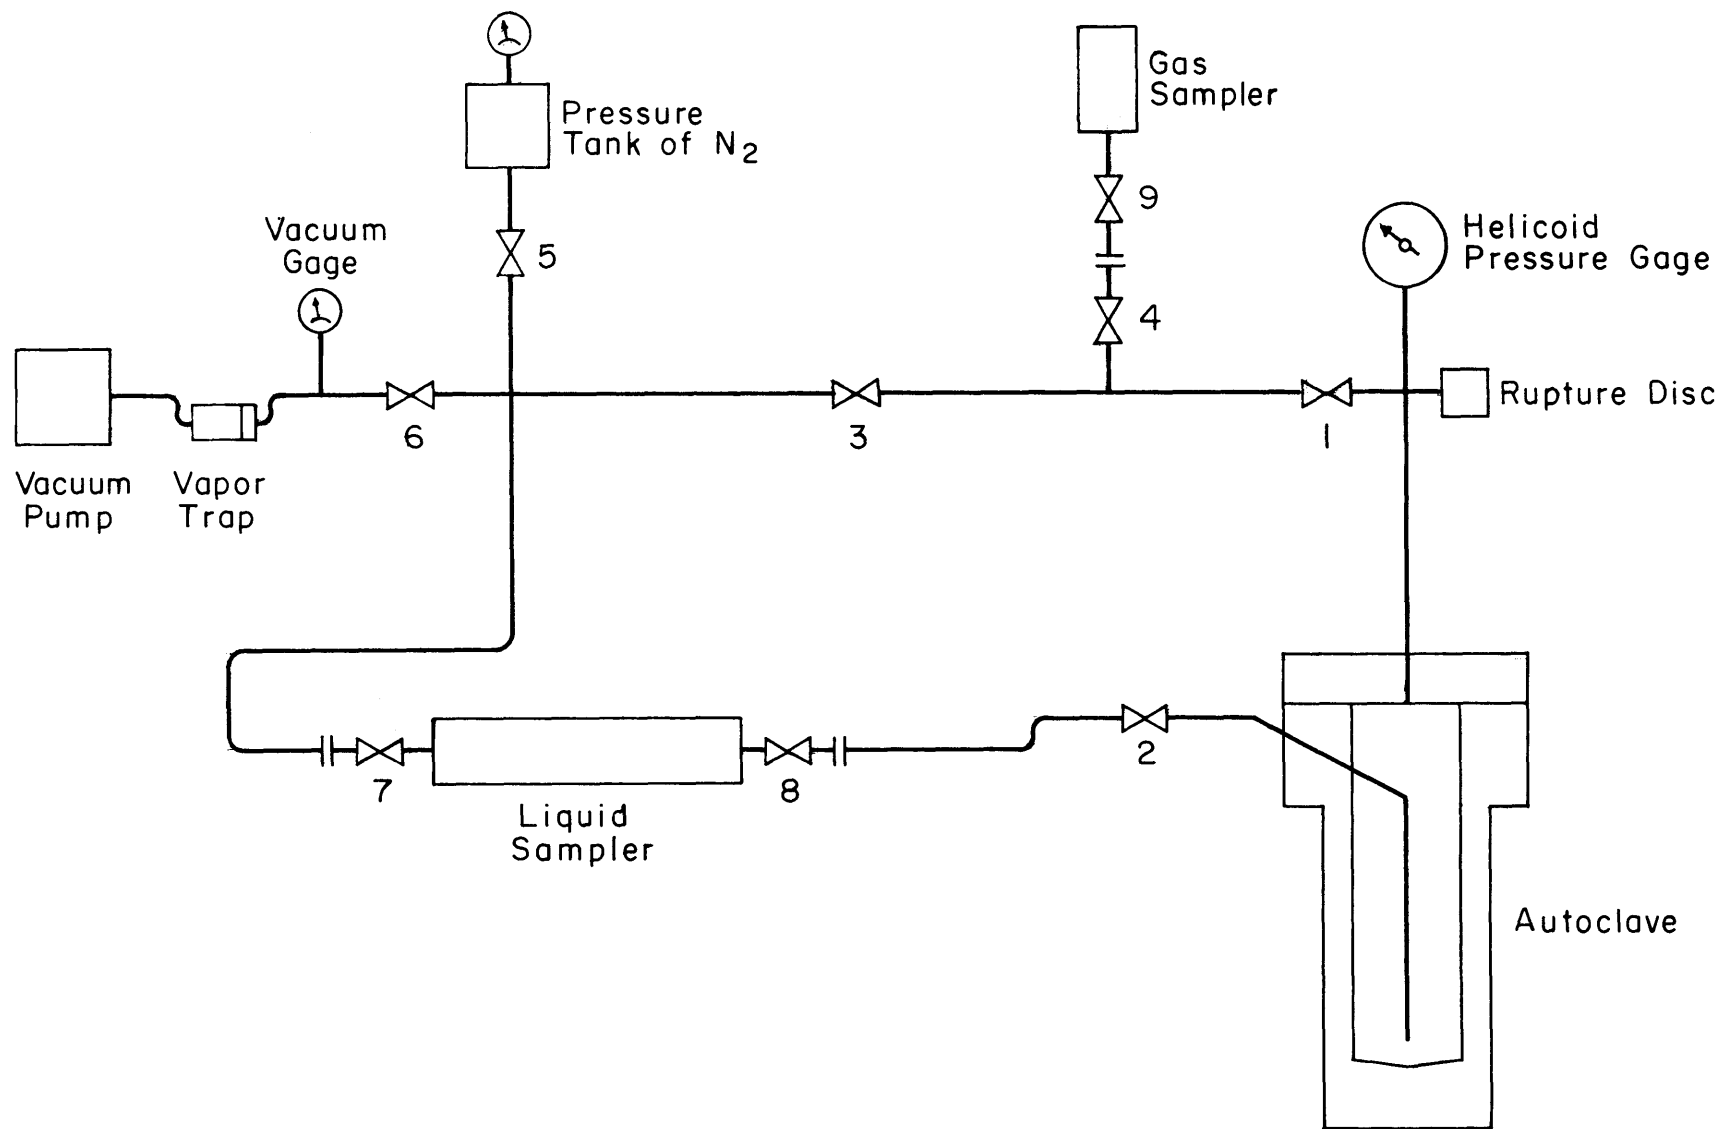 Gas
Sampler
Pressure
Tank of N2
9
Vacuum
Gage
5
Helicoid
Pressure Gage
4
Rupture Disc
6
3
1
Vacuum
Pump
Vapor
Trap
2
7
8
Liquid
Sampler
Autoclave